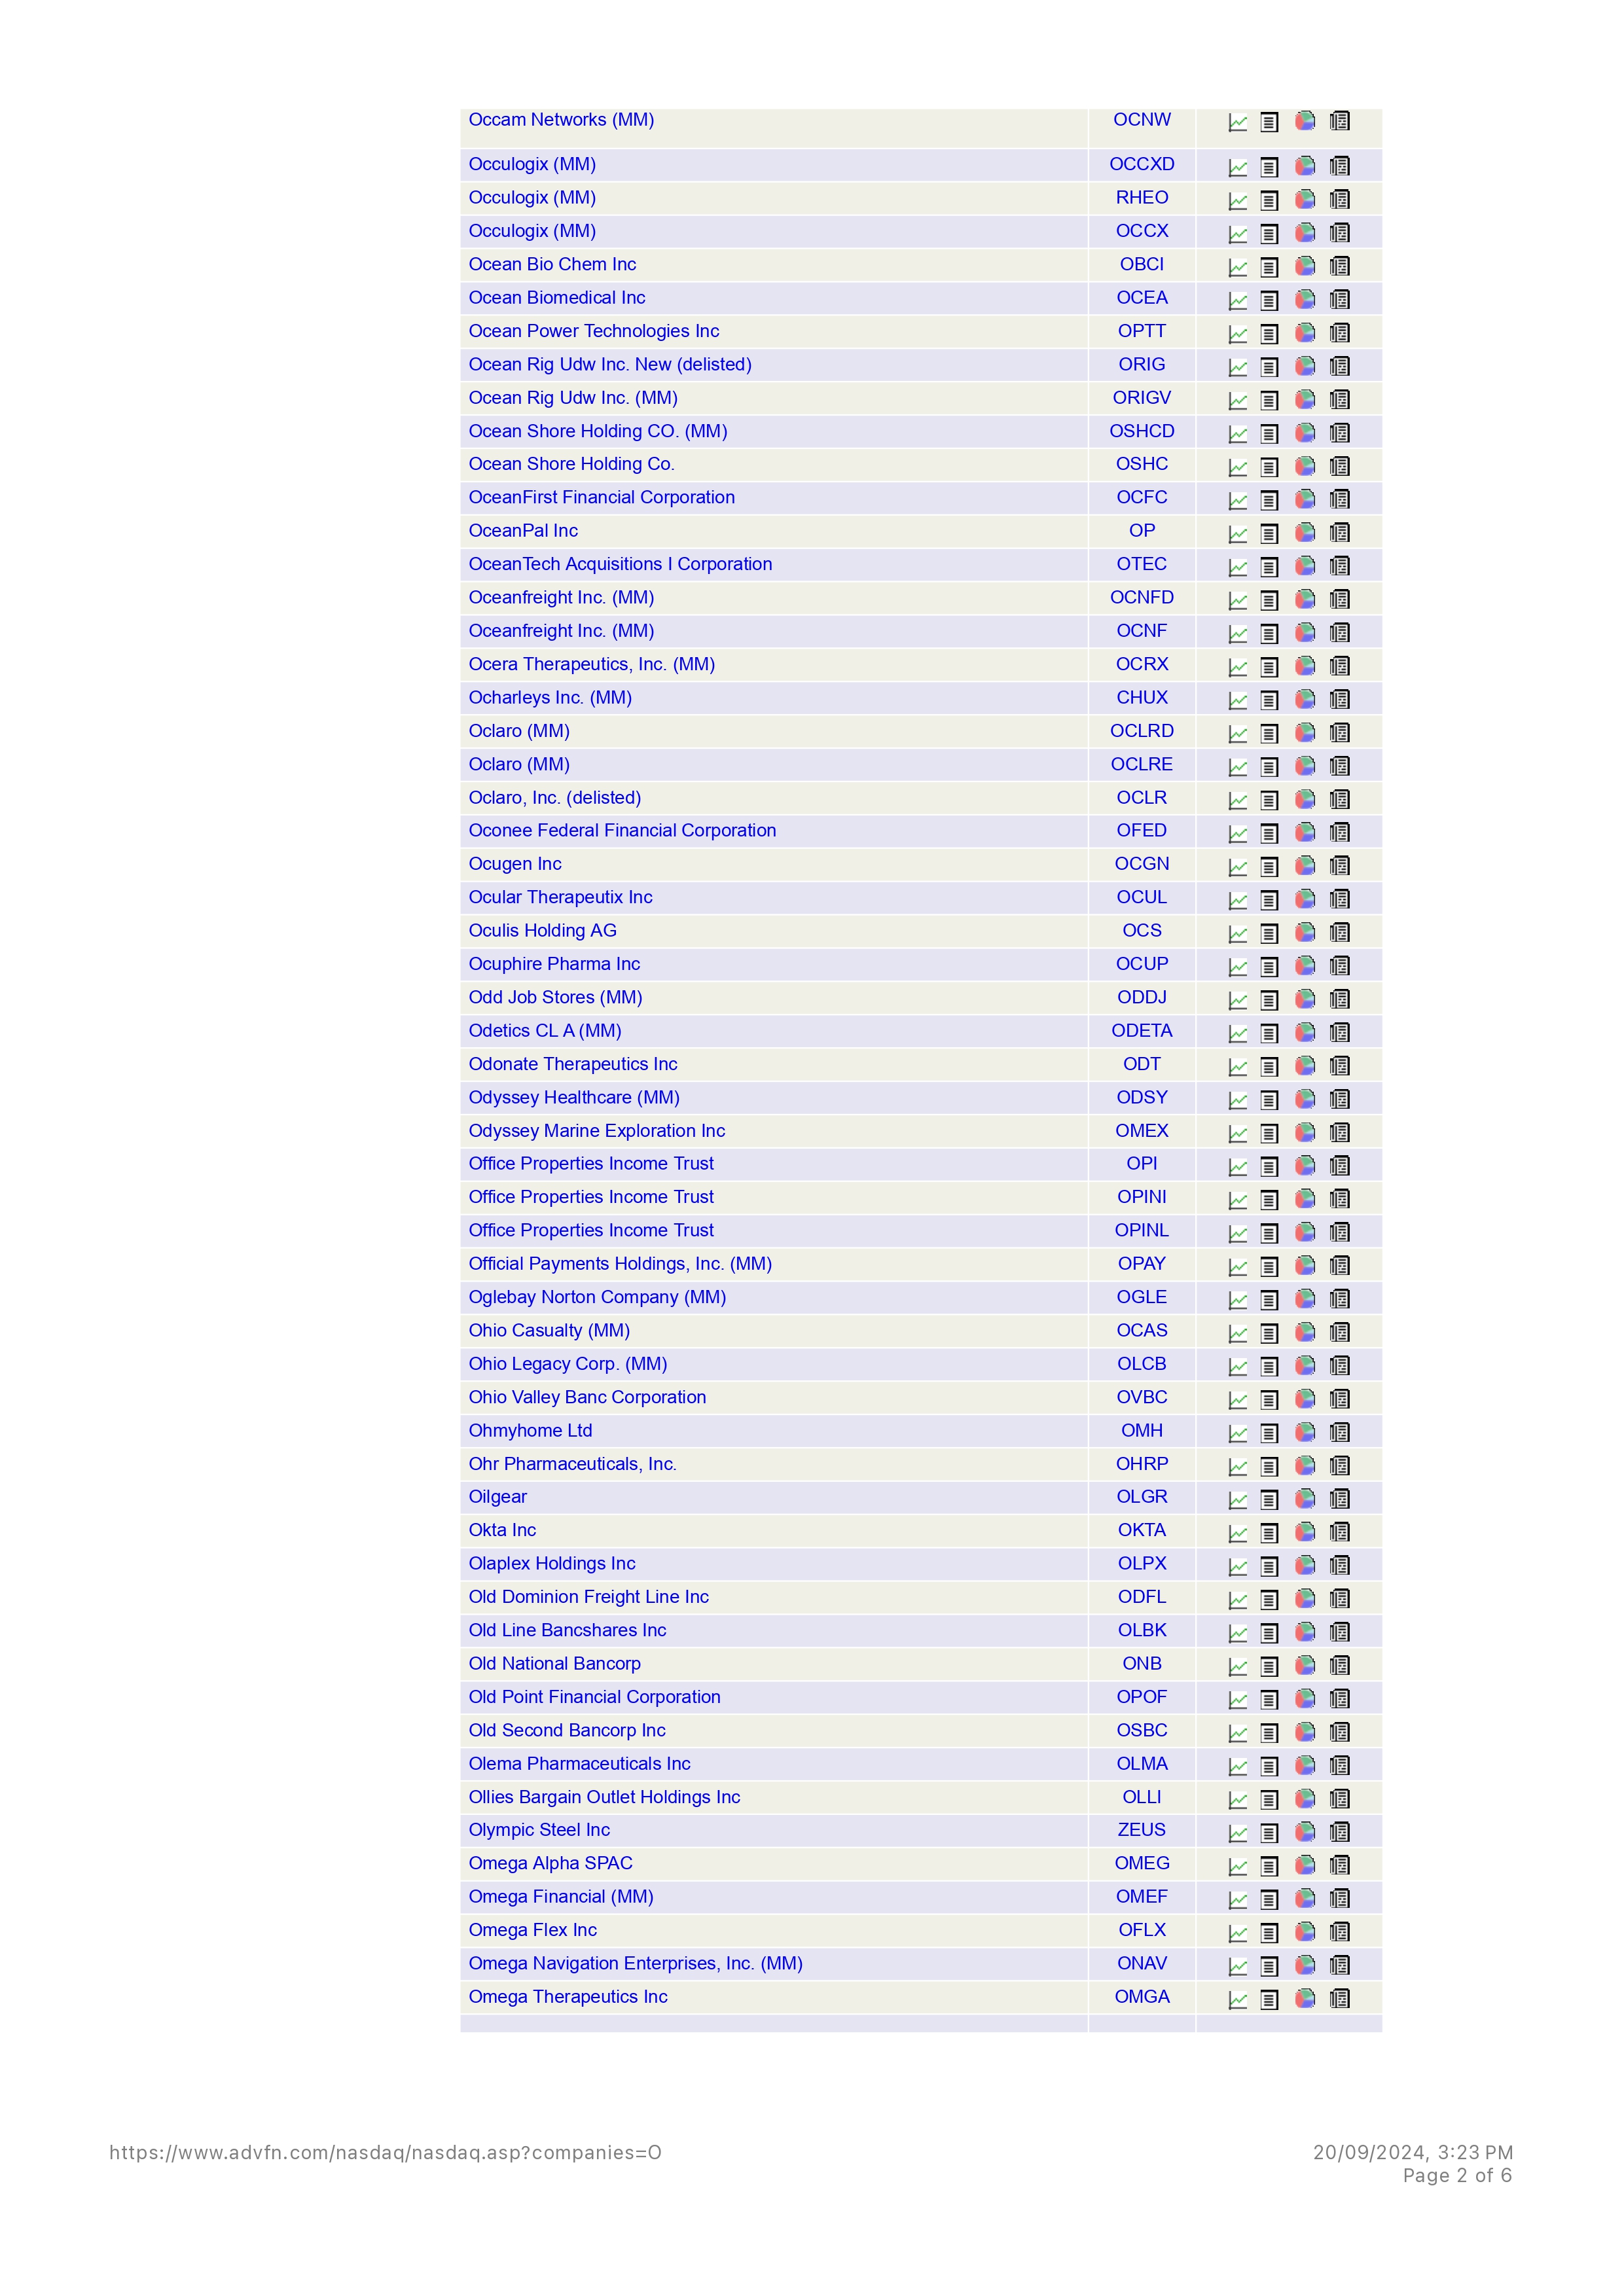 Occam Networks (MM) OCNW
Occulogix (MM) OCCXD
Occulogix (MM) RHEO
Occulogix (MM) OCCX
Ocean Bio Chem Inc OBCI
Ocean Biomedical Inc OCEA
Ocean Power Technologies Inc OPTT
Ocean Rig Udw Inc. New (delisted) ORIG
Ocean Rig Udw Inc. (MM) ORIGV
Ocean Shore Holding CO. (MM) OSHCD
Ocean Shore Holding Co. OSHC
OceanFirst Financial Corporation OCFC
OceanPal Inc OP
OceanTech Acquisitions I Corporation OTEC
Oceanfreight Inc. (MM) OCNFD
Oceanfreight Inc. (MM) OCNF
Ocera Therapeutics, Inc. (MM) OCRX
Ocharleys Inc. (MM) CHUX
Oclaro (MM) OCLRD
Oclaro (MM) OCLRE
Oclaro, Inc. (delisted) OCLR
Oconee Federal Financial Corporation OFED
Ocugen Inc OCGN
Ocular Therapeutix Inc OCUL
Oculis Holding AG OCS
Ocuphire Pharma Inc OCUP
Odd Job Stores (MM) ODDJ
Odetics CL A (MM) ODETA
Odonate Therapeutics Inc ODT
Odyssey Healthcare (MM) ODSY
Odyssey Marine Exploration Inc OMEX
Office Properties Income Trust OPI
Office Properties Income Trust OPINI
Office Properties Income Trust OPINL
Official Payments Holdings, Inc. (MM) OPAY
Oglebay Norton Company (MM) OGLE
Ohio Casualty (MM) OCAS
Ohio Legacy Corp. (MM) OLCB
Ohio Valley Banc Corporation OVBC
Ohmyhome Ltd OMH
Ohr Pharmaceuticals, Inc. OHRP
Oilgear OLGR
Okta Inc OKTA
Olaplex Holdings Inc OLPX
Old Dominion Freight Line Inc ODFL
Old Line Bancshares Inc OLBK
Old National Bancorp ONB
Old Point Financial Corporation OPOF
Old Second Bancorp Inc OSBC
Olema Pharmaceuticals Inc OLMA
Ollies Bargain Outlet Holdings Inc OLLI
Olympic Steel Inc ZEUS
Omega Alpha SPAC OMEG
Omega Financial (MM) OMEF
Omega Flex Inc OFLX
Omega Navigation Enterprises, Inc. (MM) ONAV
Omega Therapeutics Inc OMGA
https://www.advfn.com/nasdaq/nasdaq.asp?companies=O 20/09/2024, 3:23 PM
Page 2 of 6